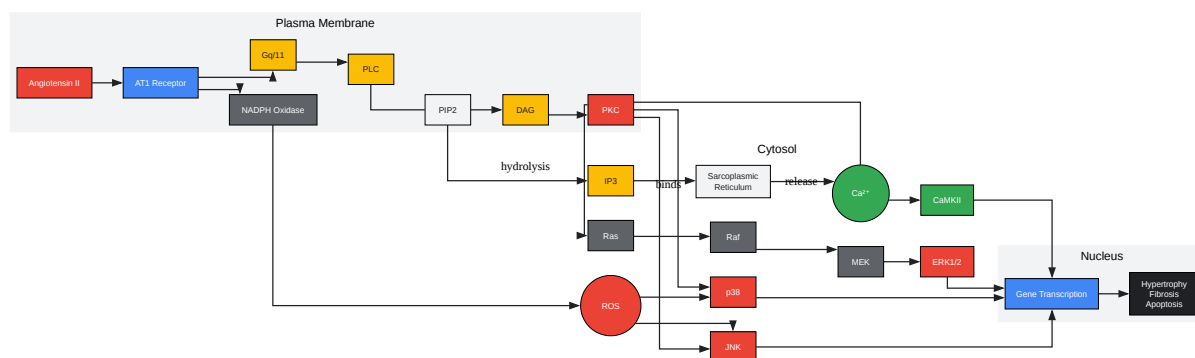 Plasma Membrane
Angiotensin II
AT1 Receptor
Gq/11
PLC
NADPH Oxidase
PIP2
DAG
PKC
hydrolysis
Cytosol
IP3
binds
Sarcoplasmic
Reticulum
release
Ca²⁺
CaMKII
Ras
Raf
MEK
ERK1/2
Nucleus
ROS
p38
JNK
Gene Transcription
Hypertrophy
Fibrosis
Apoptosis